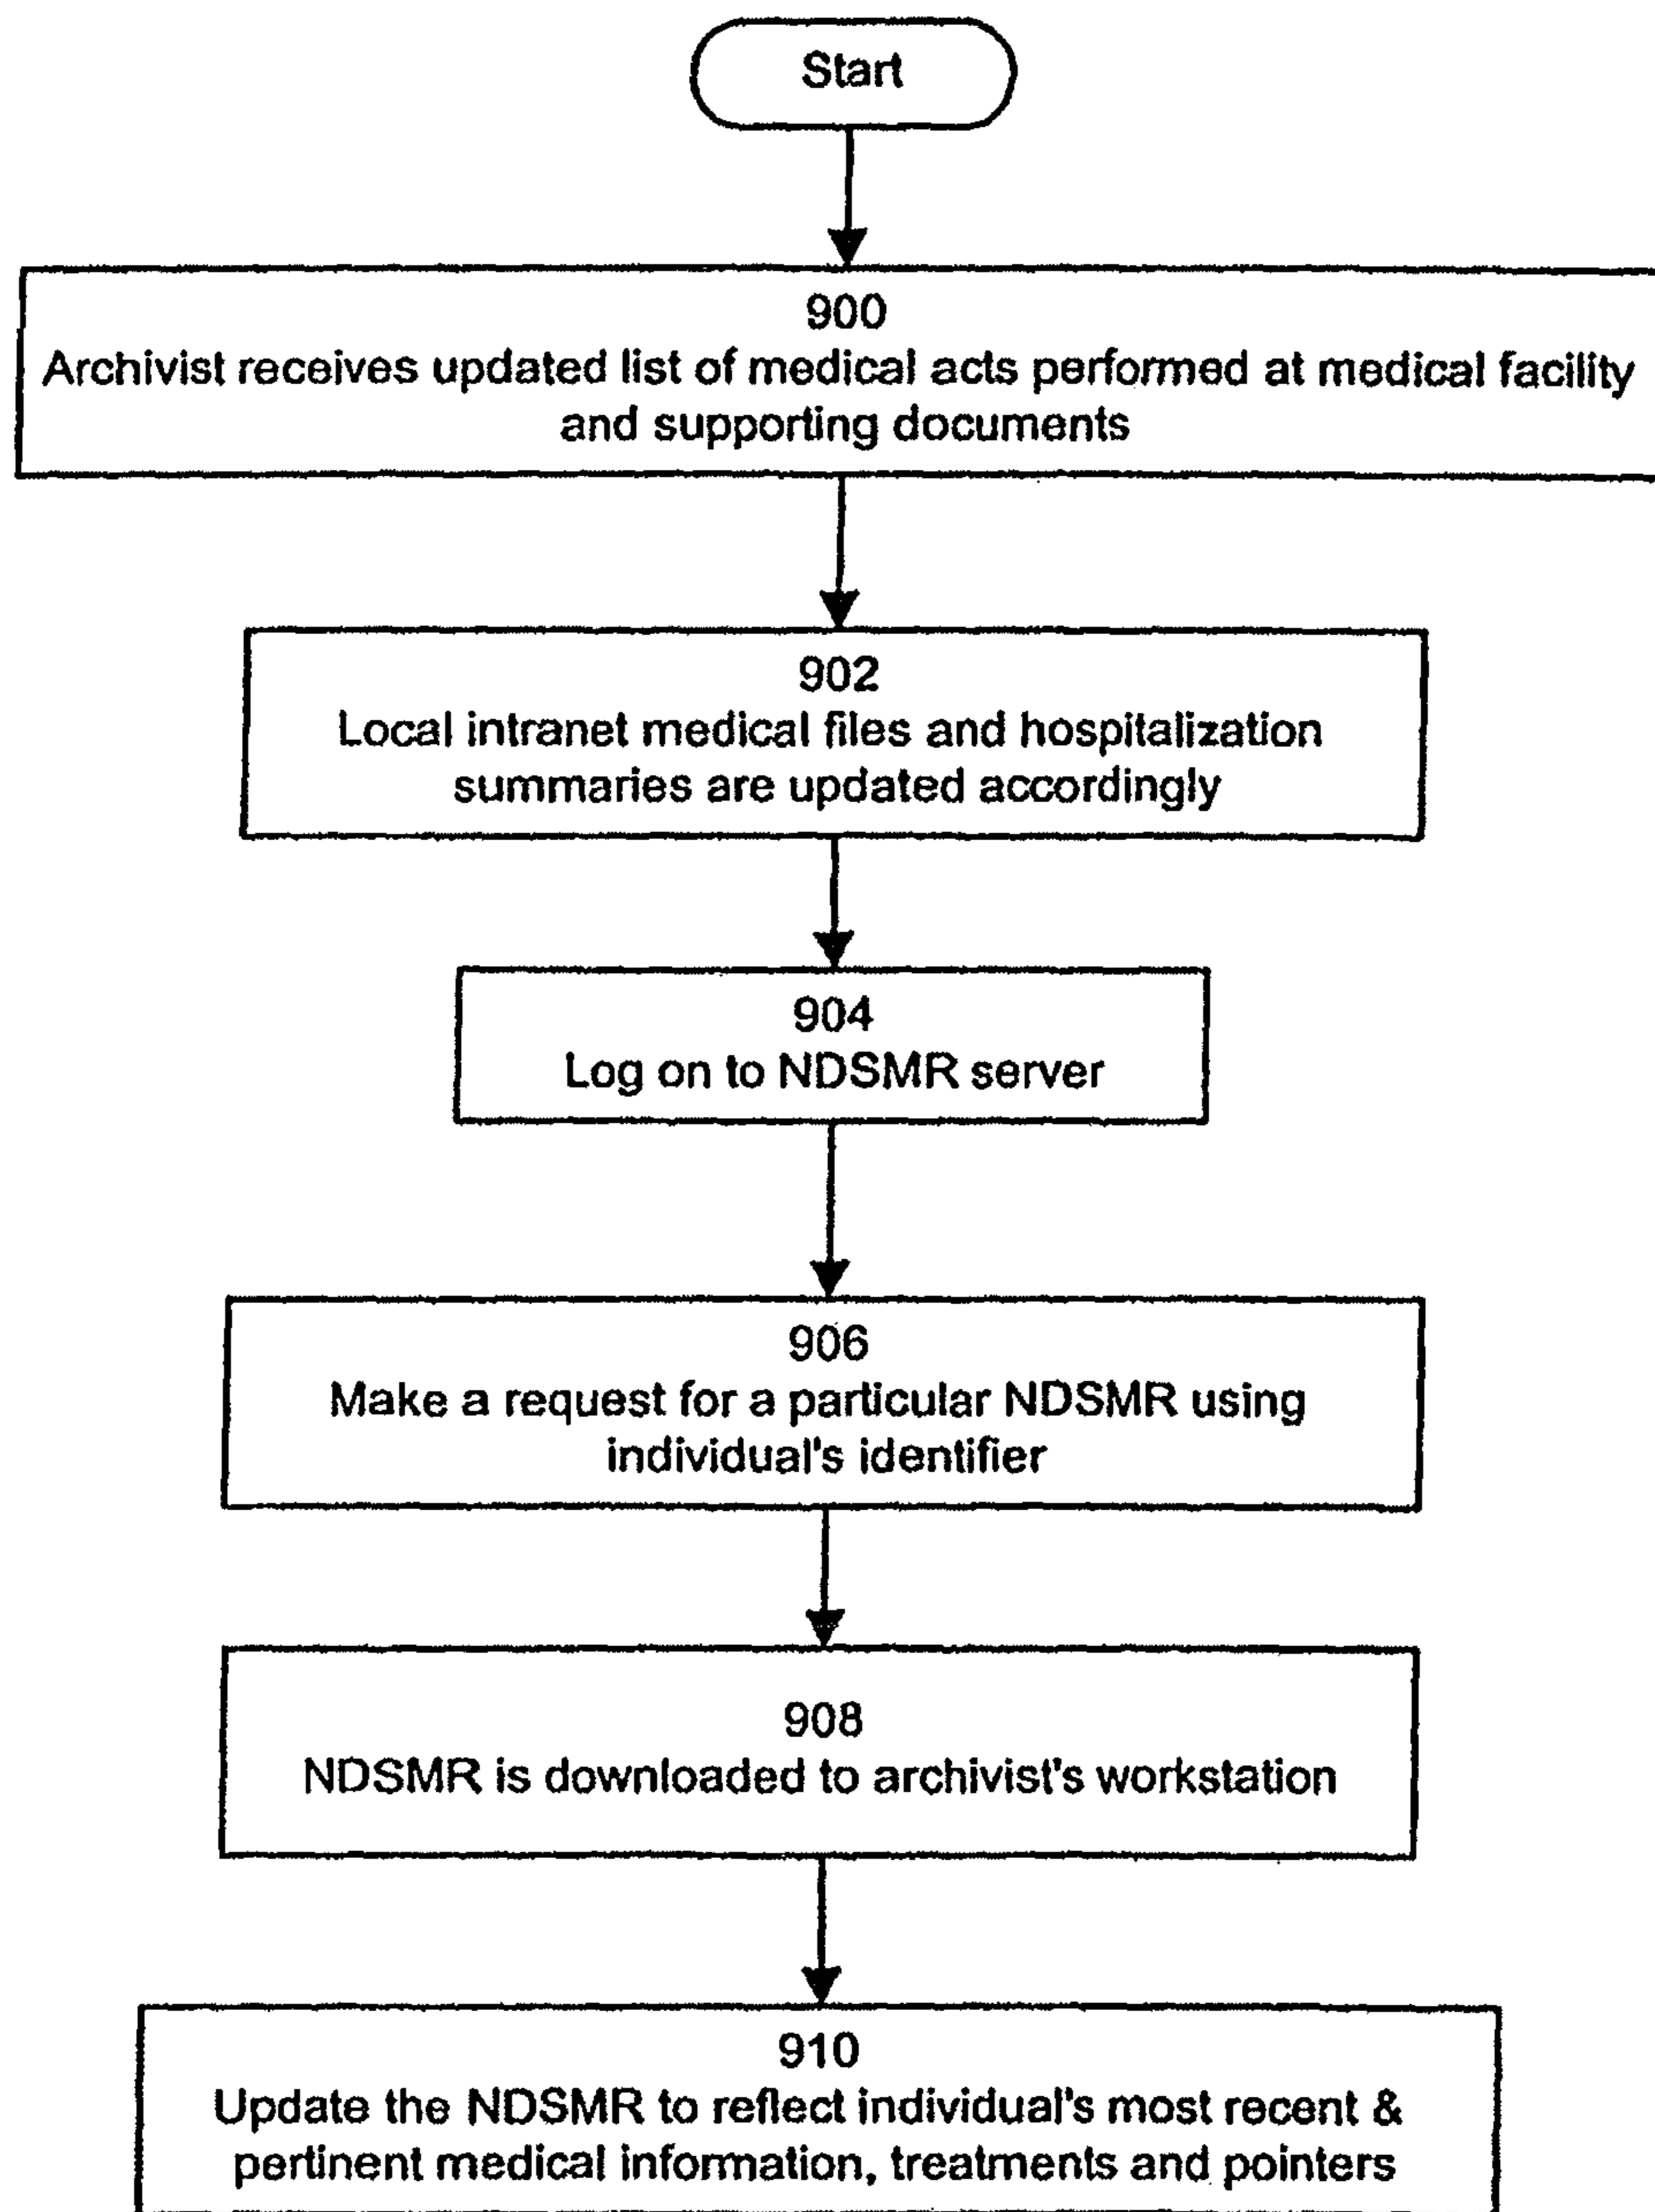 Start
900
Archivist receives updated list of medical acts performed at medical facility
and supporting documents
902
Local intranet medical files and hospitalization
summaries are updated accordingly
904
Log on to NDSMR server
906
Make a request for a particular NDSMR using
individual's identifier
908
NDSMR is downloaded to archivist's workstation
910
Update the NDSMR to reflect individual's most recent &
pertinent medical information, treatments and pointers